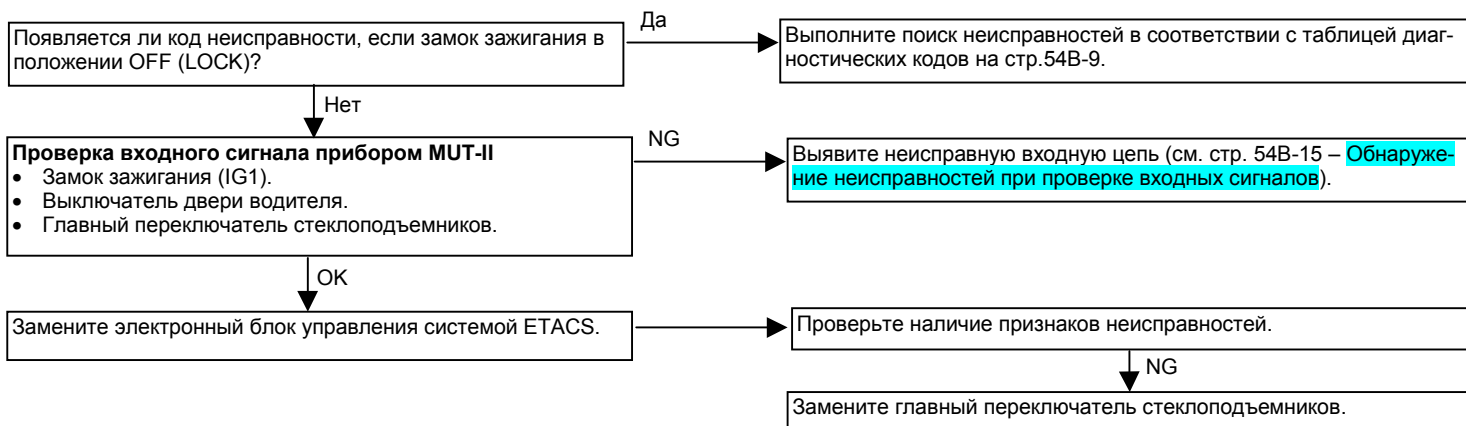 Да
Появляется ли код неисправности, если замок зажигания в
положении OFF (LOCK)?
Выполните поиск неисправностей в соответствии с таблицей диаг-
ностических кодов на стр.54B-9.
Нет
Проверка входного сигнала прибором MUT-II
• Замок зажигания (IG1).
• Выключатель двери водителя.
• Главный переключатель стеклоподъемников.
NG
Выявите неисправную входную цепь (см. стр. 54B-15 – Обнаруже-
ние неисправностей при проверке входных сигналов).
OK
Замените электронный блок управления системой ETACS.
Проверьте наличие признаков неисправностей.
NG
Замените главный переключатель стеклоподъемников.